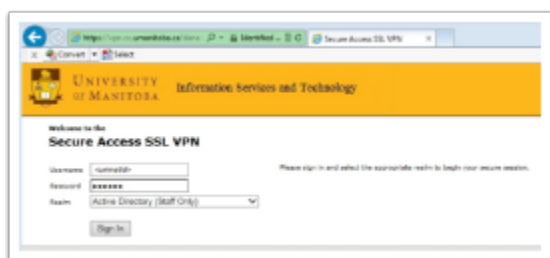 Secure Access SSL VPN
Convert Select
UNIVERSITY
OF MANITOBA
Information Services and Technology
Welcome to the
Secure Access SSL VPN
Username
Please sign in and select the appropriate realm to begin your secure session.
Password
Realm Active Directory (Staff Only)
Sign In